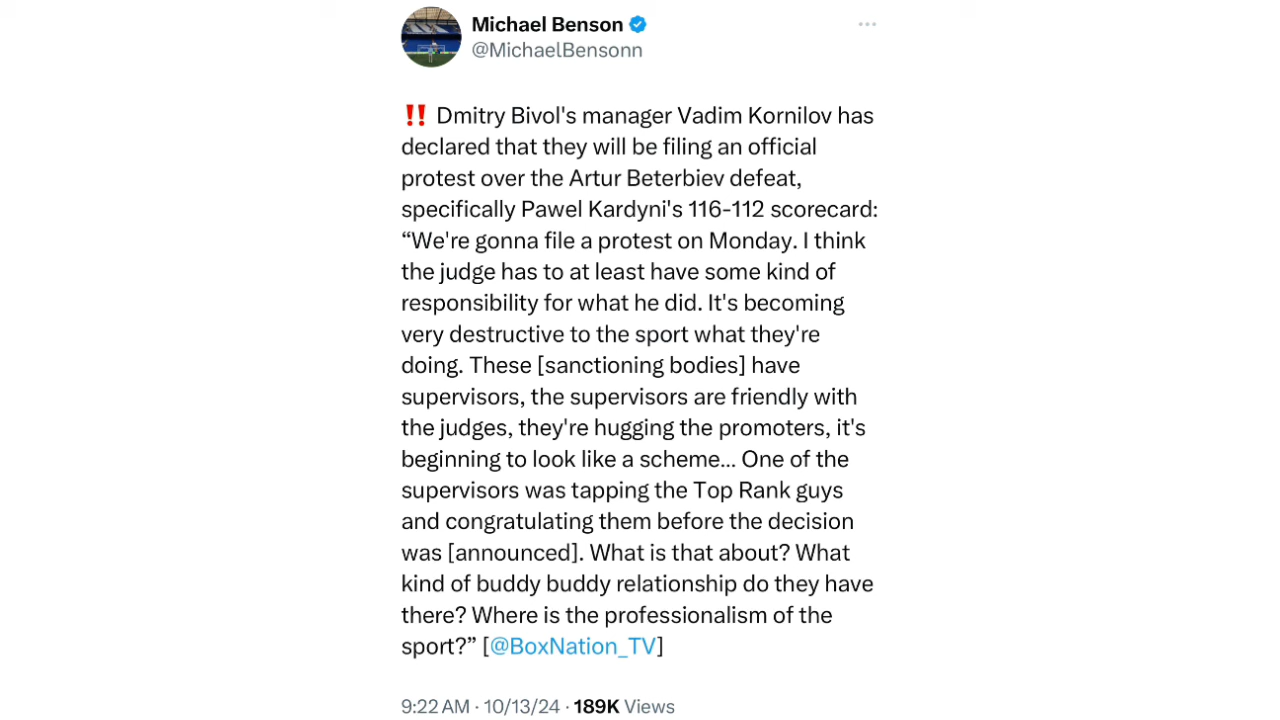 Michael Benson
@MichaelBensonn
‼️ Dmitry Bivol's manager Vadim Kornilov has
declared that they will be filing an official
protest over the Artur Beterbiev defeat,
specifically Pawel Kardyni's 116-112 scorecard:
“We're gonna file a protest on Monday. I think
the judge has to at least have some kind of
responsibility for what he did. It's becoming
very destructive to the sport what they're
doing. These [sanctioning bodies] have
supervisors, the supervisors are friendly with
the judges, they're hugging the promoters, it's
beginning to look like a scheme... One of the
supervisors was tapping the Top Rank guys
and congratulating them before the decision
was [announced]. What is that about? What
kind of buddy buddy relationship do they have
there? Where is the professionalism of the
sport?” [@BoxNation_TV]
9:22 AM · 10/13/24 · 189K Views